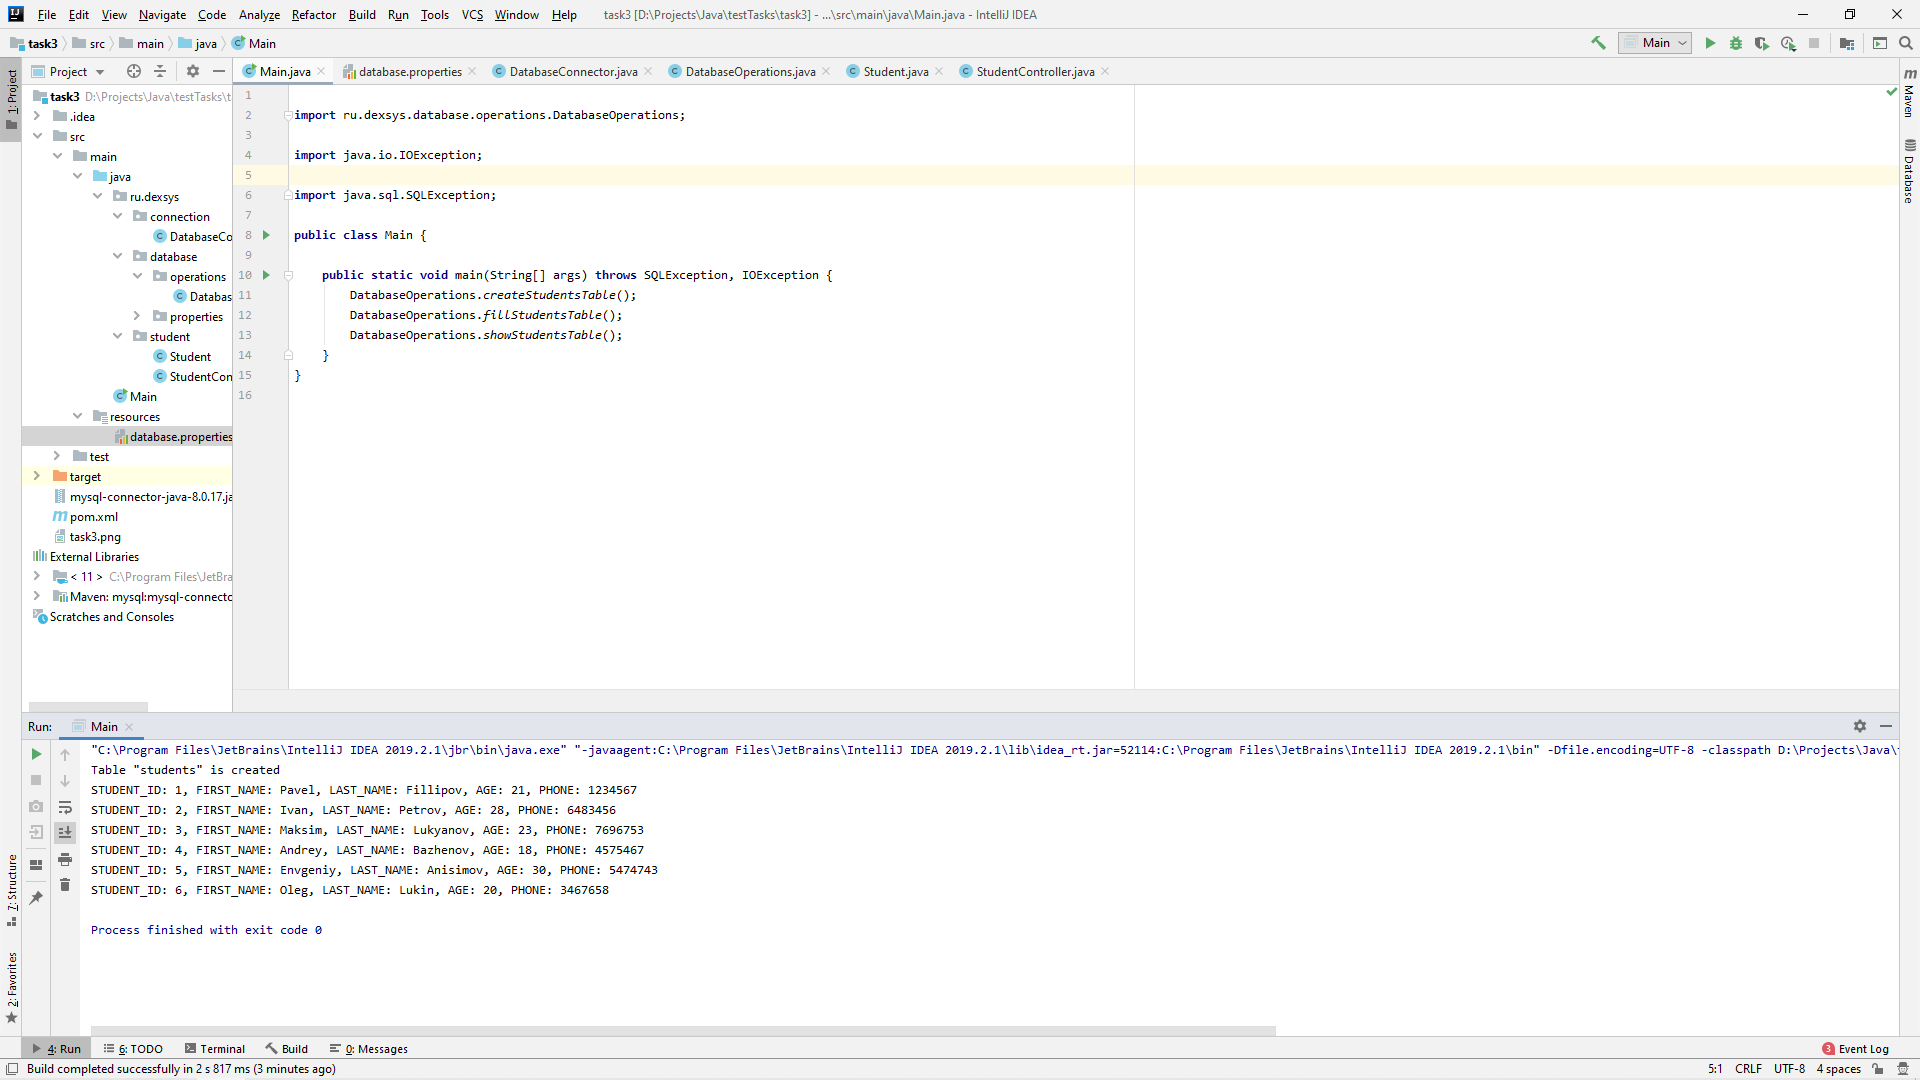 File Edit View Navigate Code Analyze Refactor Build Run Tools VCS Window Help task3 [D:\Projects\Java\testTasks\task3] - ...\src\main\java\Main.java - IntelliJ IDEA
task3 src main java Main Main
1: Project
Project
Main.java database.properties DatabaseConnector.java DatabaseOperations.java Student.java StudentController.java
Maven
Database
task3 D:\Projects\Java\testTasks\t
.idea
src
main
java
ru.dexsys
connection
DatabaseCo
database
operations
Databas
properties
student
Student
StudentCon
Main
resources
database.properties
test
target
mysql-connector-java-8.0.17.ja
pom.xml
task3.png
External Libraries
< 11 > C:\Program Files\JetBra
Maven: mysql:mysql-connecto
Scratches and Consoles
1
2 import ru.dexsys.database.operations.DatabaseOperations;
3
4 import java.io.IOException;
5
6 import java.sql.SQLException;
7
8 public class Main {
9
10 public static void main(String[] args) throws SQLException, IOException {
11 DatabaseOperations.createStudentsTable();
12 DatabaseOperations.fillStudentsTable();
13 DatabaseOperations.showStudentsTable();
14 }
15 }
16
Run: Main
"C:\Program Files\JetBrains\IntelliJ IDEA 2019.2.1\jbr\bin\java.exe" "-javaagent:C:\Program Files\JetBrains\IntelliJ IDEA 2019.2.1\lib\idea_rt.jar=52114:C:\Program Files\JetBrains\IntelliJ IDEA 2019.2.1\bin" -Dfile.encoding=UTF-8 -classpath D:\Projects\Java\
Table "students" is created
STUDENT_ID: 1, FIRST_NAME: Pavel, LAST_NAME: Fillipov, AGE: 21, PHONE: 1234567
STUDENT_ID: 2, FIRST_NAME: Ivan, LAST_NAME: Petrov, AGE: 28, PHONE: 6483456
STUDENT_ID: 3, FIRST_NAME: Maksim, LAST_NAME: Lukyanov, AGE: 23, PHONE: 7696753
STUDENT_ID: 4, FIRST_NAME: Andrey, LAST_NAME: Bazhenov, AGE: 18, PHONE: 4575467
STUDENT_ID: 5, FIRST_NAME: Envgeniy, LAST_NAME: Anisimov, AGE: 30, PHONE: 5474743
STUDENT_ID: 6, FIRST_NAME: Oleg, LAST_NAME: Lukin, AGE: 20, PHONE: 3467658
Process finished with exit code 0
7: Structure
2: Favorites
4: Run 6: TODO Terminal Build 0: Messages 3 Event Log
Build completed successfully in 2 s 817 ms (3 minutes ago) 5:1 CRLF UTF-8 4 spaces